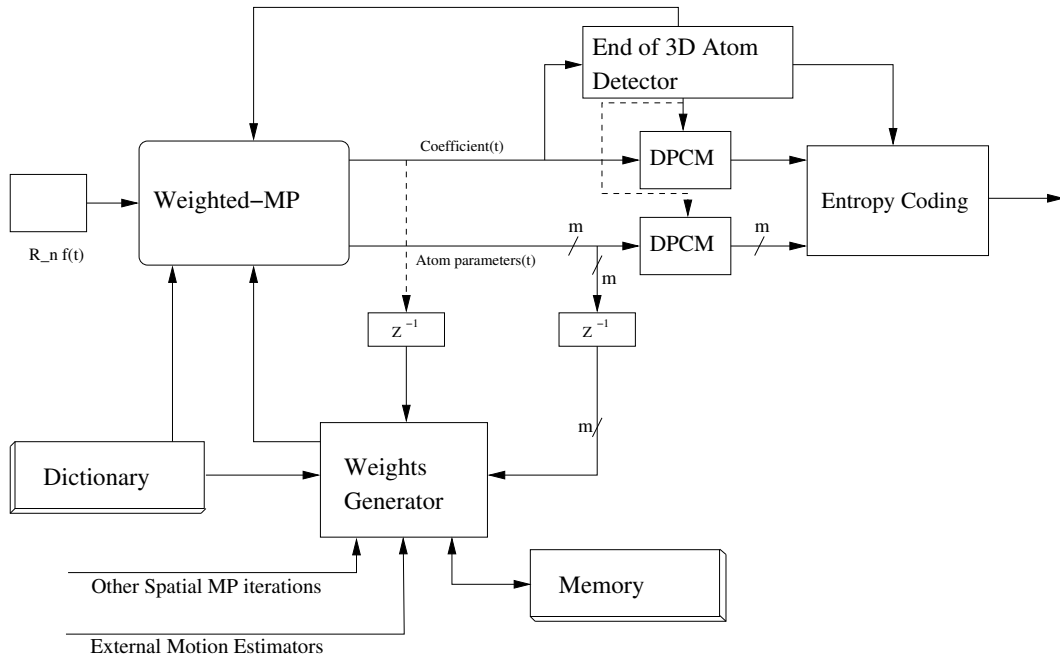 End of 3D Atom
Detector
Coefficient(t)
DPCM
Weighted−MP
Entropy Coding
R_n f(t)
m
DPCM
m
Atom parameters(t)
m
Z −1
Z −1
m
Dictionary
Weights
Generator
Memory
Other Spatial MP iterations
External Motion Estimators